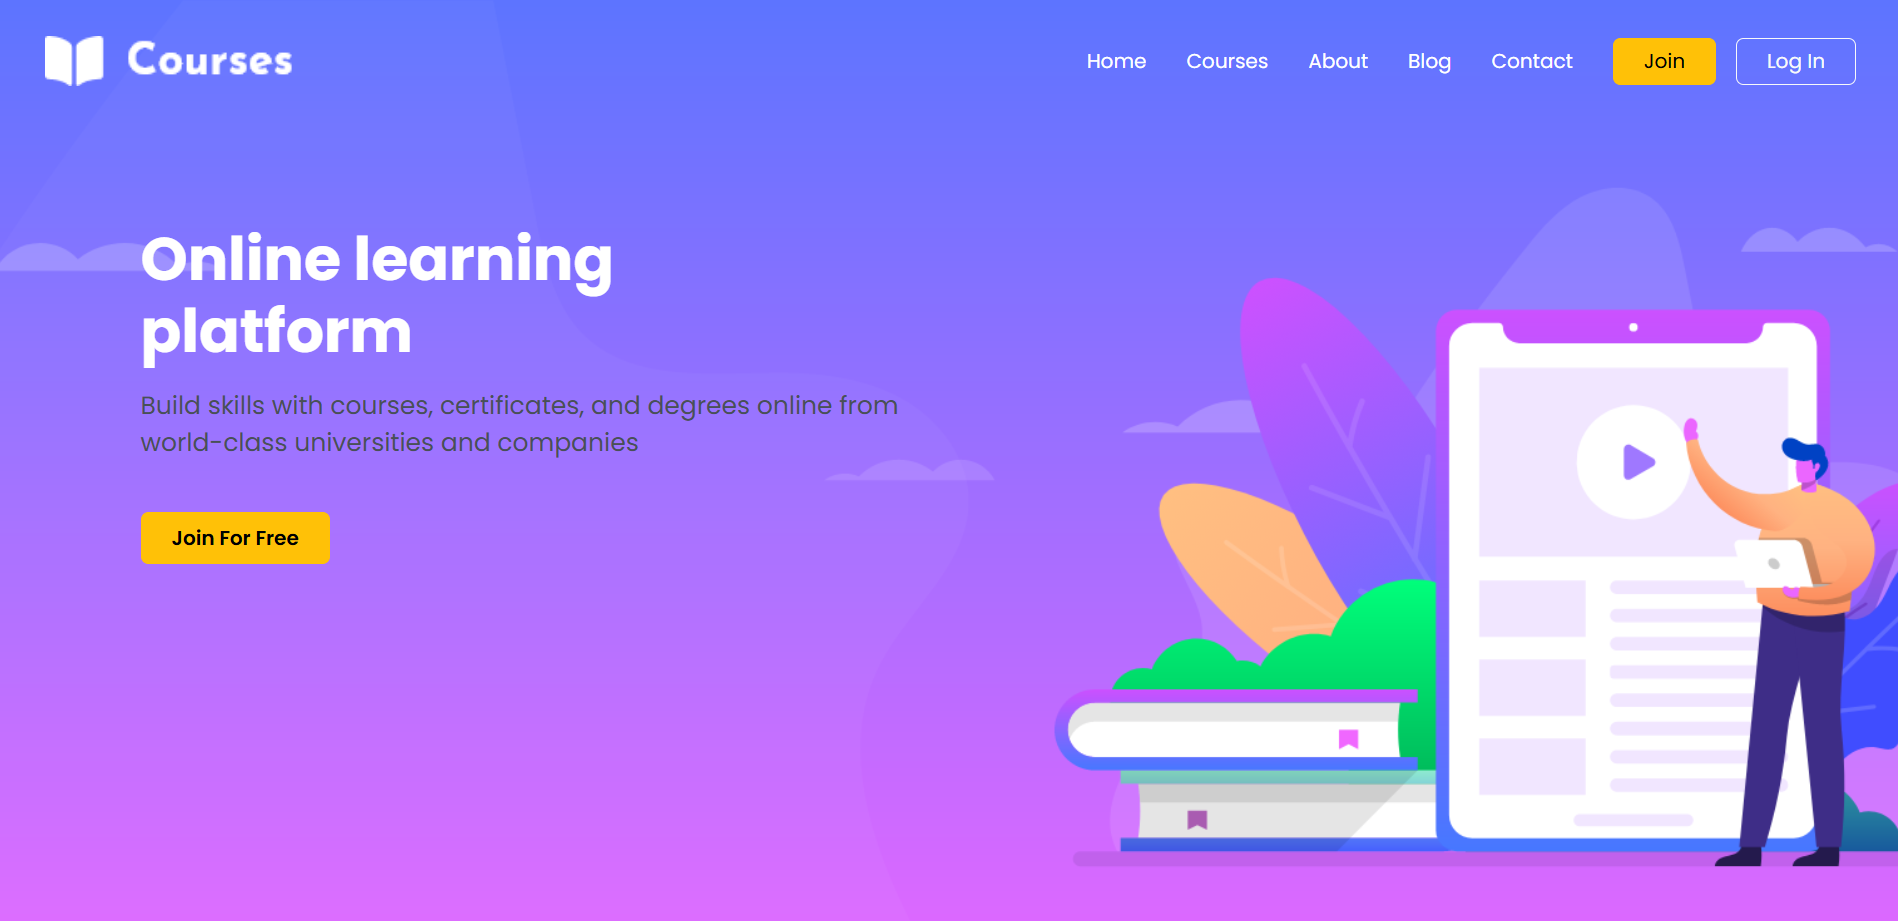 Courses
Home Courses About Blog Contact Join Log In
Online learning
platform
Build skills with courses, certificates, and degrees online from
world-class universities and companies
Join For Free